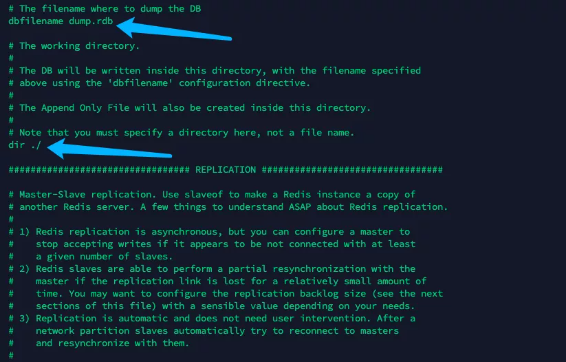 # The filename where to dump the DB
dbfilename dump.rdb
# The working directory.
#
# The DB will be written inside this directory, with the filename specified
# above using the 'dbfilename' configuration directive.
#
# The Append Only File will also be created inside this directory.
#
# Note that you must specify a directory here, not a file name.
dir ./
################################# REPLICATION #################################
# Master-Slave replication. Use slaveof to make a Redis instance a copy of
# another Redis server. A few things to understand ASAP about Redis replication.
#
# 1) Redis replication is asynchronous, but you can configure a master to
#    stop accepting writes if it appears to be not connected with at least
#    a given number of slaves.
# 2) Redis slaves are able to perform a partial resynchronization with the
#    master if the replication link is lost for a relatively small amount of
#    time. You may want to configure the replication backlog size (see the next
#    sections of this file) with a sensible value depending on your needs.
# 3) Replication is automatic and does not need user intervention. After a
#    network partition slaves automatically try to reconnect to masters
#    and resynchronize with them.
#